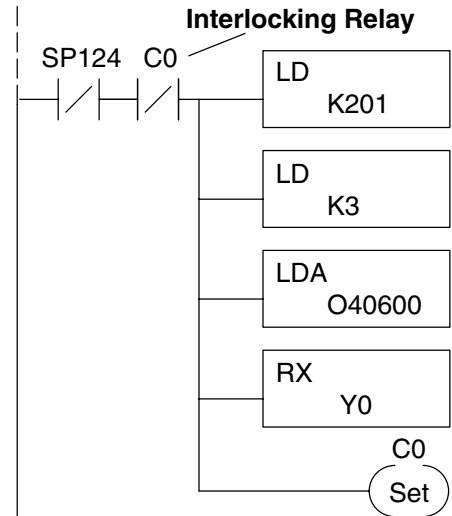 Interlocking Relay
SP124 C0
LD
K201
LD
K3
LDA
O40600
RX
Y0
C0
Set